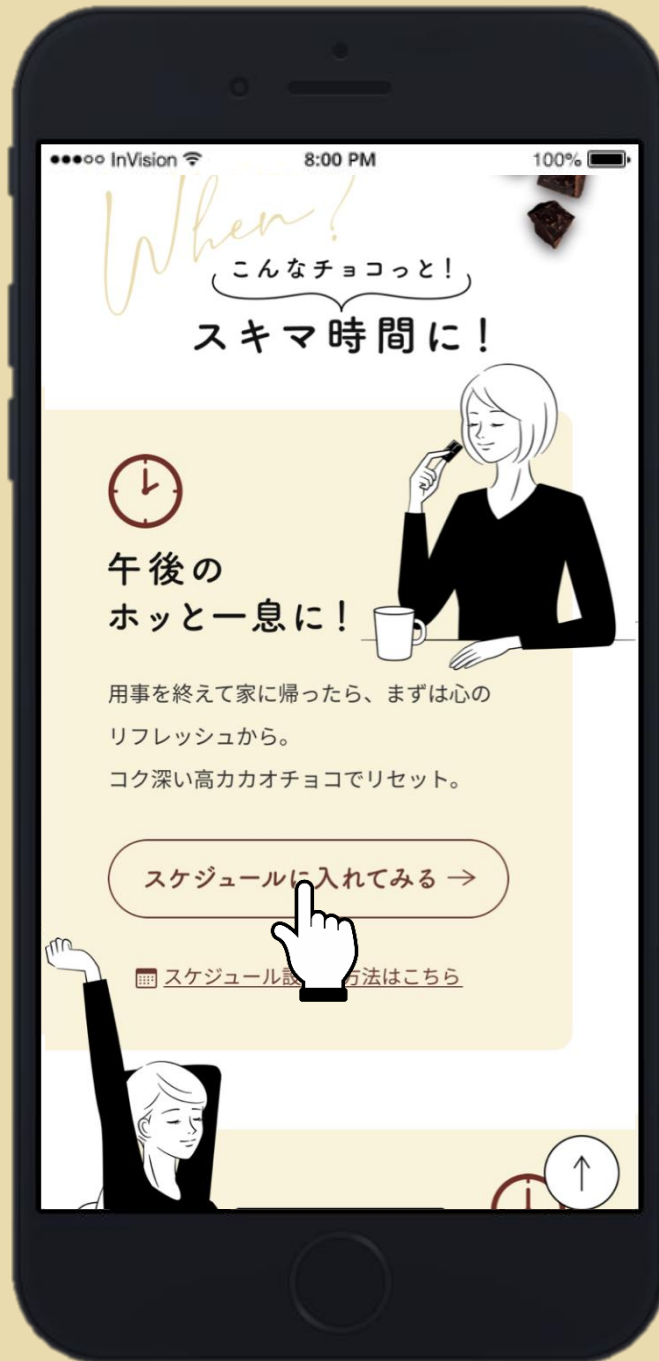 ●●●○○ InVision 8:00 PM 100%
When?
こんなチョコっと!
スキマ時間に!
午後の
ホッと一息に!
用事を終えて家に帰ったら、まずは心の
リフレッシュから。
コク深い高カカオチョコでリセット。
スケジュールに入れてみる →
スケジュール設 方法はこちら
↑